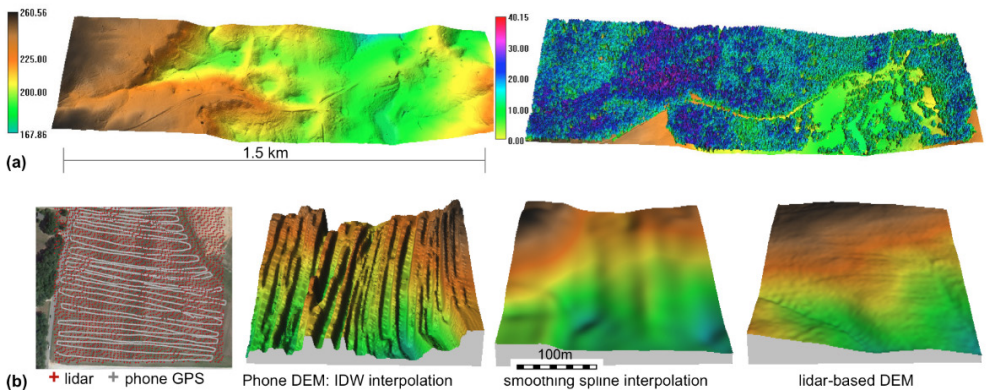 (a)
260.56
225.00
200.00
167.86
40.15
30.00
20.00
10.00
0.00
1.5 km
(b)
+ lidar + phone GPS
Phone DEM: IDW interpolation
100m
smoothing spline interpolation
lidar-based DEM